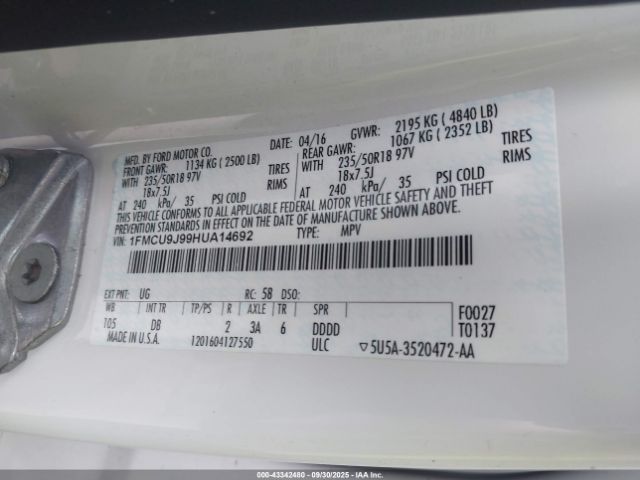 MFD. BY FORD MOTOR CO. DATE: 04/16 GVWR: 2195 KG ( 4840 LB)
FRONT GAWR: 1134 KG ( 2500 LB) REAR GAWR: 1067 KG ( 2352 LB)
WITH 235/50R18 97V TIRES WITH 235/50R18 97V TIRES
18x7.5J RIMS 18x7.5J RIMS
AT 240 kPa/ 35 PSI COLD AT 240 kPa/ 35 PSI COLD
THIS VEHICLE CONFORMS TO ALL APPLICABLE FEDERAL MOTOR VEHICLE SAFETY AND THEFT
PREVENTION STANDARDS IN EFFECT ON THE DATE OF MANUFACTURE SHOWN ABOVE.
VIN: 1FMCU9J99HUA14692 TYPE: MPV
EXT PNT: UG RC: 58 DSO:
WB INT TR TP/PS R AXLE TR SPR F0027
105 DB 2 3A 6 DDDD T0137
MADE IN U.S.A. 1201604127550 ULC ▽5U5A-3520472-AA
000-43342480 - 09/30/2025 - IAA Inc.